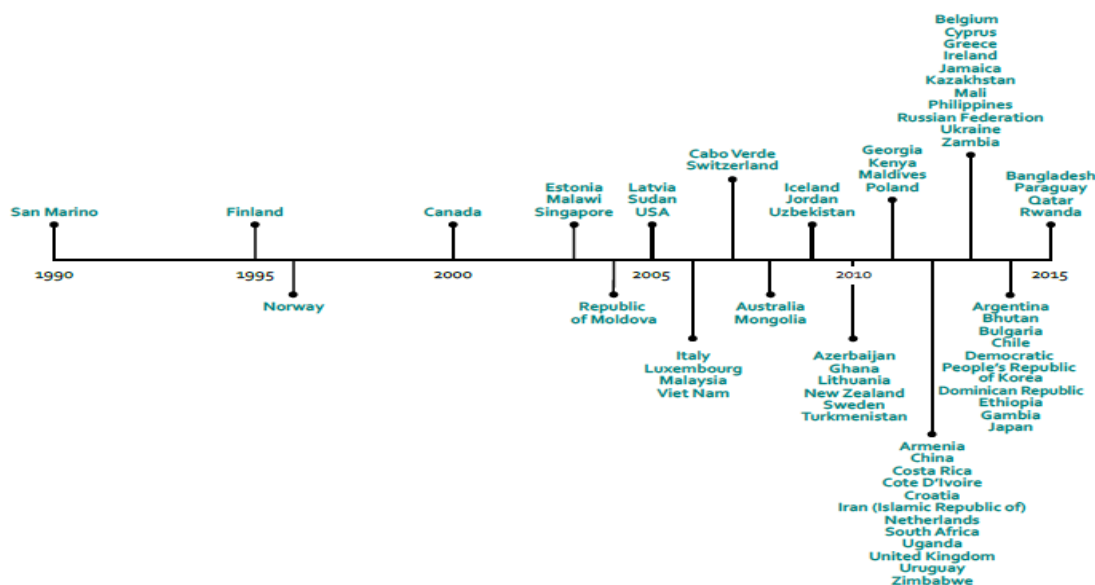 San Marino
1990
Finland
1995
Norway
Canada
2000
Estonia
Malawi
Singapore
Republic
of Moldova
Latvia
Sudan
USA
2005
Italy
Luxembourg
Malaysia
Viet Nam
Cabo Verde
Switzerland
Australia
Mongolia
Iceland
Jordan
Uzbekistan
2010
Azerbaijan
Ghana
Lithuania
New Zealand
Sweden
Turkmenistan
Georgia
Kenya
Maldives
Poland
Armenia
China
Costa Rica
Cote D'Ivoire
Croatia
Iran (Islamic Republic of)
Netherlands
South Africa
Uganda
United Kingdom
Uruguay
Zimbabwe
Belgium
Cyprus
Greece
Ireland
Jamaica
Kazakhstan
Mali
Philippines
Russian Federation
Ukraine
Zambia
Argentina
Bhutan
Bulgaria
Chile
Democratic
People's Republic
of Korea
Dominican Republic
Ethiopia
Gambia
Japan
Bangladesh
Paraguay
Qatar
Rwanda
2015